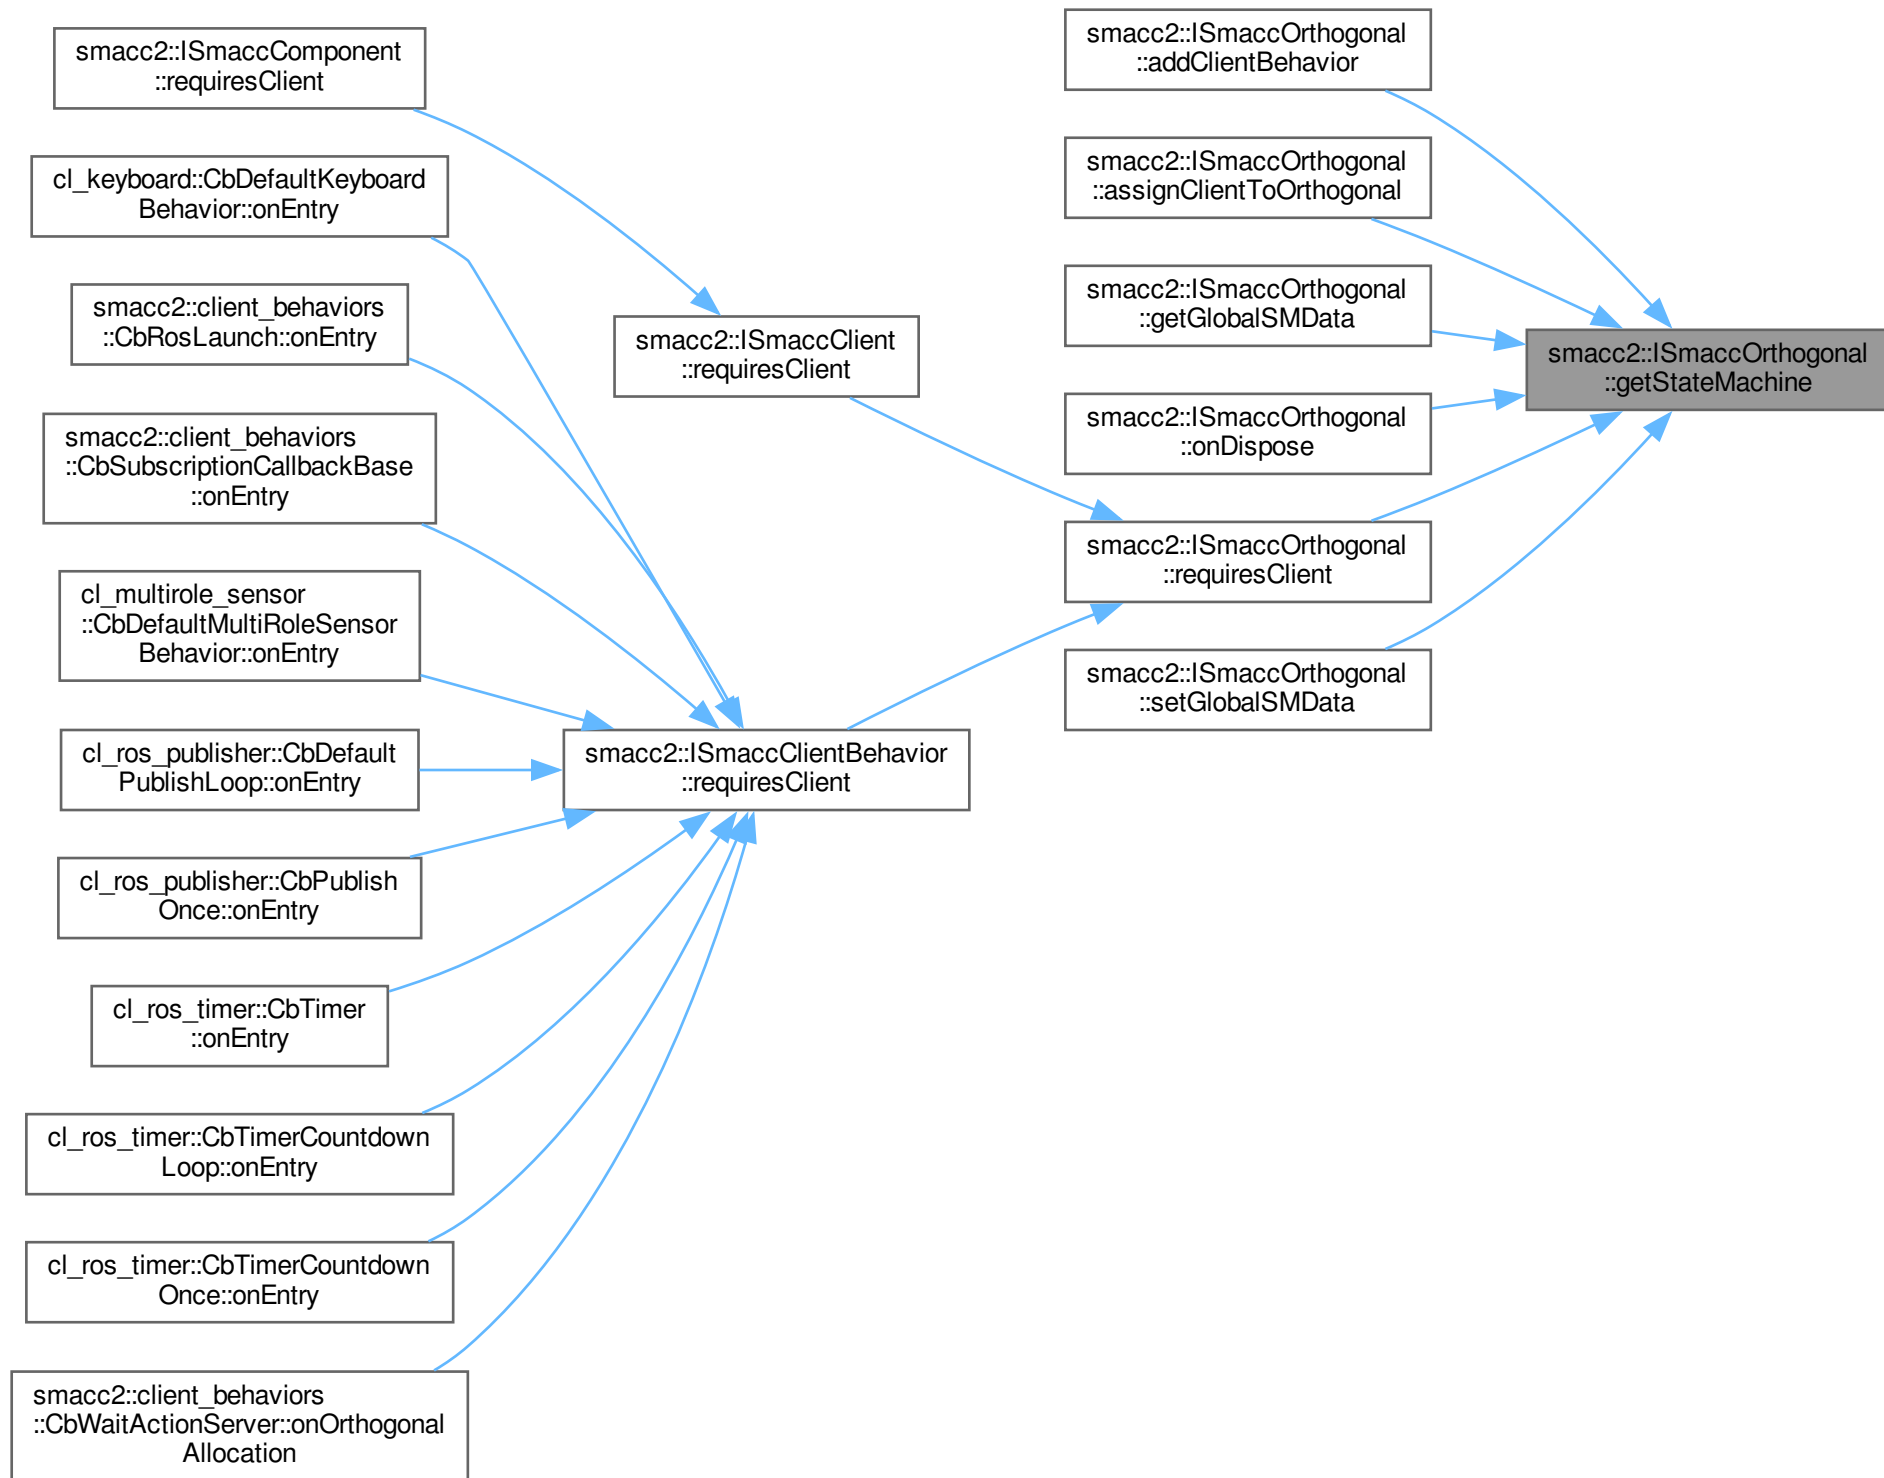 smacc2::ISmaccComponent
::requiresClient
cl_keyboard::CbDefaultKeyboard
Behavior::onEntry
smacc2::client_behaviors
::CbRosLaunch::onEntry
smacc2::client_behaviors
::CbSubscriptionCallbackBase
::onEntry
cl_multirole_sensor
::CbDefaultMultiRoleSensor
Behavior::onEntry
cl_ros_publisher::CbDefault
PublishLoop::onEntry
cl_ros_publisher::CbPublish
Once::onEntry
cl_ros_timer::CbTimer
::onEntry
cl_ros_timer::CbTimerCountdown
Loop::onEntry
cl_ros_timer::CbTimerCountdown
Once::onEntry
smacc2::client_behaviors
::CbWaitActionServer::onOrthogonal
Allocation
smacc2::ISmaccClient
::requiresClient
smacc2::ISmaccClientBehavior
::requiresClient
smacc2::ISmaccOrthogonal
::addClientBehavior
smacc2::ISmaccOrthogonal
::assignClientToOrthogonal
smacc2::ISmaccOrthogonal
::getGlobalSMData
smacc2::ISmaccOrthogonal
::onDispose
smacc2::ISmaccOrthogonal
::requiresClient
smacc2::ISmaccOrthogonal
::setGlobalSMData
smacc2::ISmaccOrthogonal
::getStateMachine